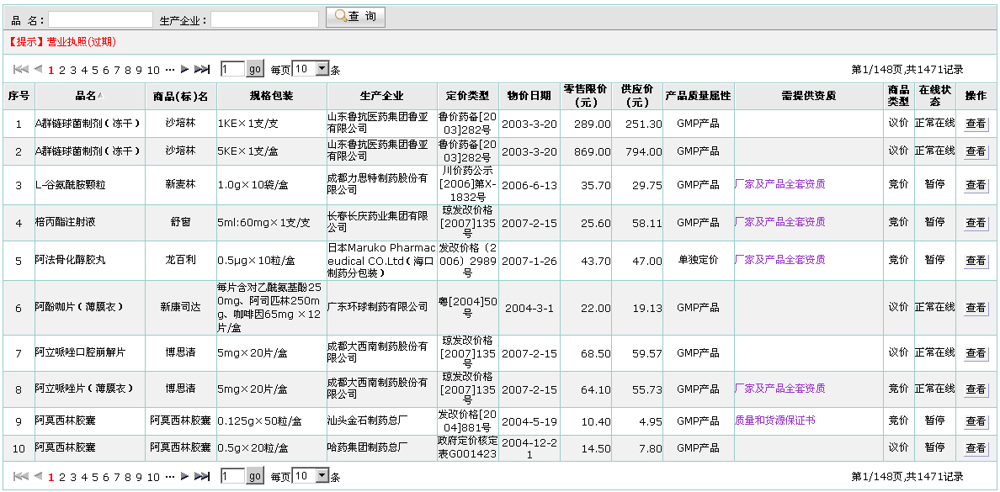 品 名： 生产企业： 查 询
【提示】营业执照(过期)
1 2 3 4 5 6 7 8 9 10 ··· 1 go 每页 10 条 第1/148页,共1471记录
序号 品名 商品(标)名 规格包装 生产企业 定价类型 物价日期 零售限价(元) 供应价(元) 产品质量属性 需提供资质 商品类型 在线状态 操作
1 A群链球菌制剂（冻干） 沙培林 1KE×1支/支 山东鲁抗医药集团鲁亚有限公司 鲁价药备[2003]282号 2003-3-20 289.00 251.30 GMP产品 议价 正常在线 查看
2 A群链球菌制剂（冻干） 沙培林 5KE×1支/盒 山东鲁抗医药集团鲁亚有限公司 鲁价药备[2003]282号 2003-3-20 869.00 794.00 GMP产品 议价 正常在线 查看
3 L-谷氨酰胺颗粒 新麦林 1.0g×10袋/盒 成都力思特制药股份有限公司 川价药公示[2006]第X-1832号 2006-6-13 35.70 29.75 GMP产品 厂家及产品全套资质 竞价 暂停 查看
4 棓丙酯注射液 舒窗 5ml:60mg×1支/支 长春长庆药业集团有限公司 琼发改价格[2007]135号 2007-2-15 25.60 58.11 GMP产品 厂家及产品全套资质 竞价 暂停 查看
5 阿法骨化醇胶丸 龙百利 0.5μg×10粒/盒 日本Maruko Pharmaceudical CO.Ltd（海口制药分包装） 发改价格（2006）2989号 2007-1-26 43.70 47.00 单独定价 厂家及产品全套资质 竞价 暂停 查看
6 阿酚咖片（薄膜衣） 新康司达 每片含对乙酰氨基酚250mg、阿司匹林250mg、咖啡因65mg ×12片/盒 广东环球制药有限公司 粤[2004]50号 2004-3-1 22.00 19.13 GMP产品 议价 正常在线 查看
7 阿立哌唑口腔崩解片 博思清 5mg×20片/盒 成都大西南制药股份有限公司 琼发改价格[2007]135号 2007-2-15 68.50 59.57 GMP产品 议价 正常在线 查看
8 阿立哌唑片（薄膜衣） 博思清 5mg×20片/盒 成都大西南制药股份有限公司 琼发改价格[2007]135号 2007-2-15 64.10 55.73 GMP产品 厂家及产品全套资质 议价 正常在线 查看
9 阿莫西林胶囊 阿莫西林胶囊 0.125g×50粒/盒 汕头金石制药总厂 发改价格[2004]881号 2004-5-19 10.40 4.95 GMP产品 质量和货源保证书 竞价 暂停 查看
10 阿莫西林胶囊 阿莫西林胶囊 0.5g×20粒/盒 哈药集团制药总厂 政府定价核定表G001423 2004-12-21 14.50 7.80 GMP产品 议价 暂停 查看
1 2 3 4 5 6 7 8 9 10 ··· 1 go 每页 10 条 第1/148页,共1471记录